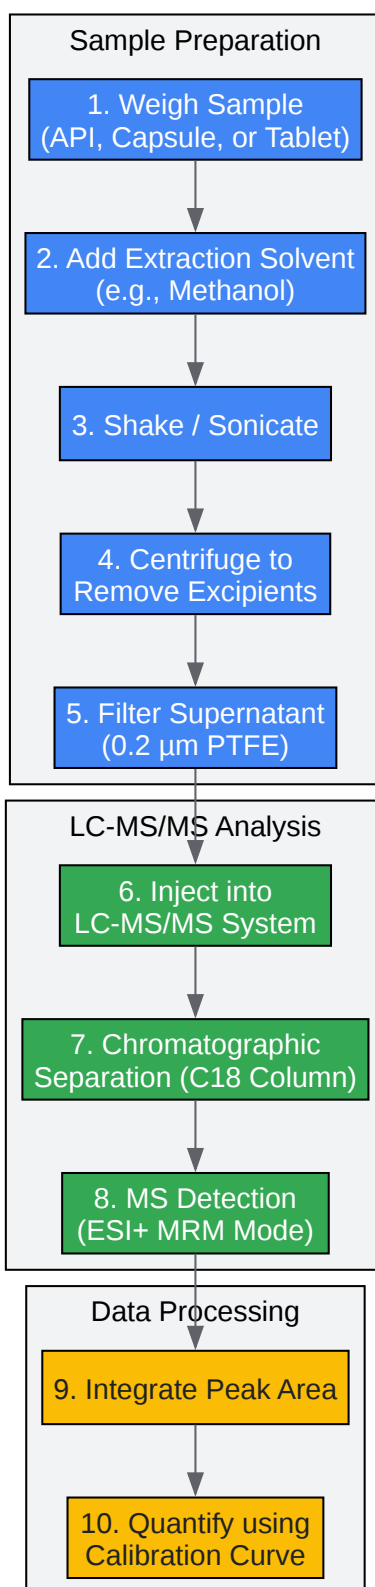 Sample Preparation
1. Weigh Sample
(API, Capsule, or Tablet)
2. Add Extraction Solvent
(e.g., Methanol)
3. Shake / Sonicate
4. Centrifuge to
Remove Excipients
5. Filter Supernatant
(0.2 µm PTFE)
LC-MS/MS Analysis
6. Inject into
LC-MS/MS System
7. Chromatographic
Separation (C18 Column)
8. MS Detection
(ESI+ MRM Mode)
Data Processing
9. Integrate Peak Area
10. Quantify using
Calibration Curve